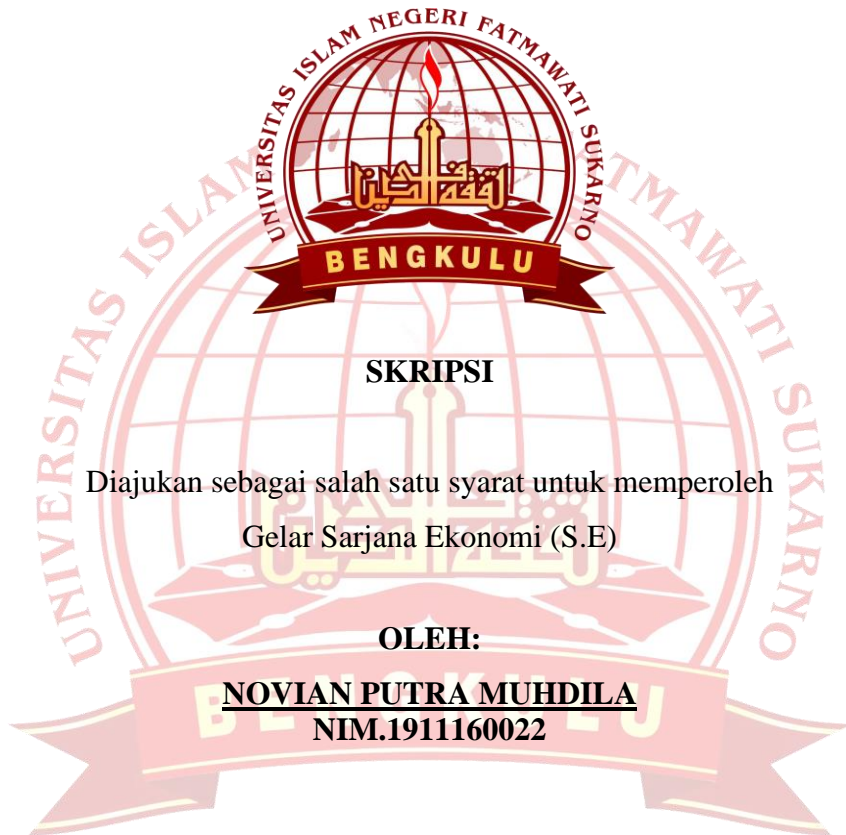 UNIVERSITAS ISLAM NEGERI FATMAWATI SUKARNO
BENGKULU
SKRIPSI
Diajukan sebagai salah satu syarat untuk memperoleh
Gelar Sarjana Ekonomi (S.E)
OLEH:
NOVIAN PUTRA MUHDILA
NIM.1911160022